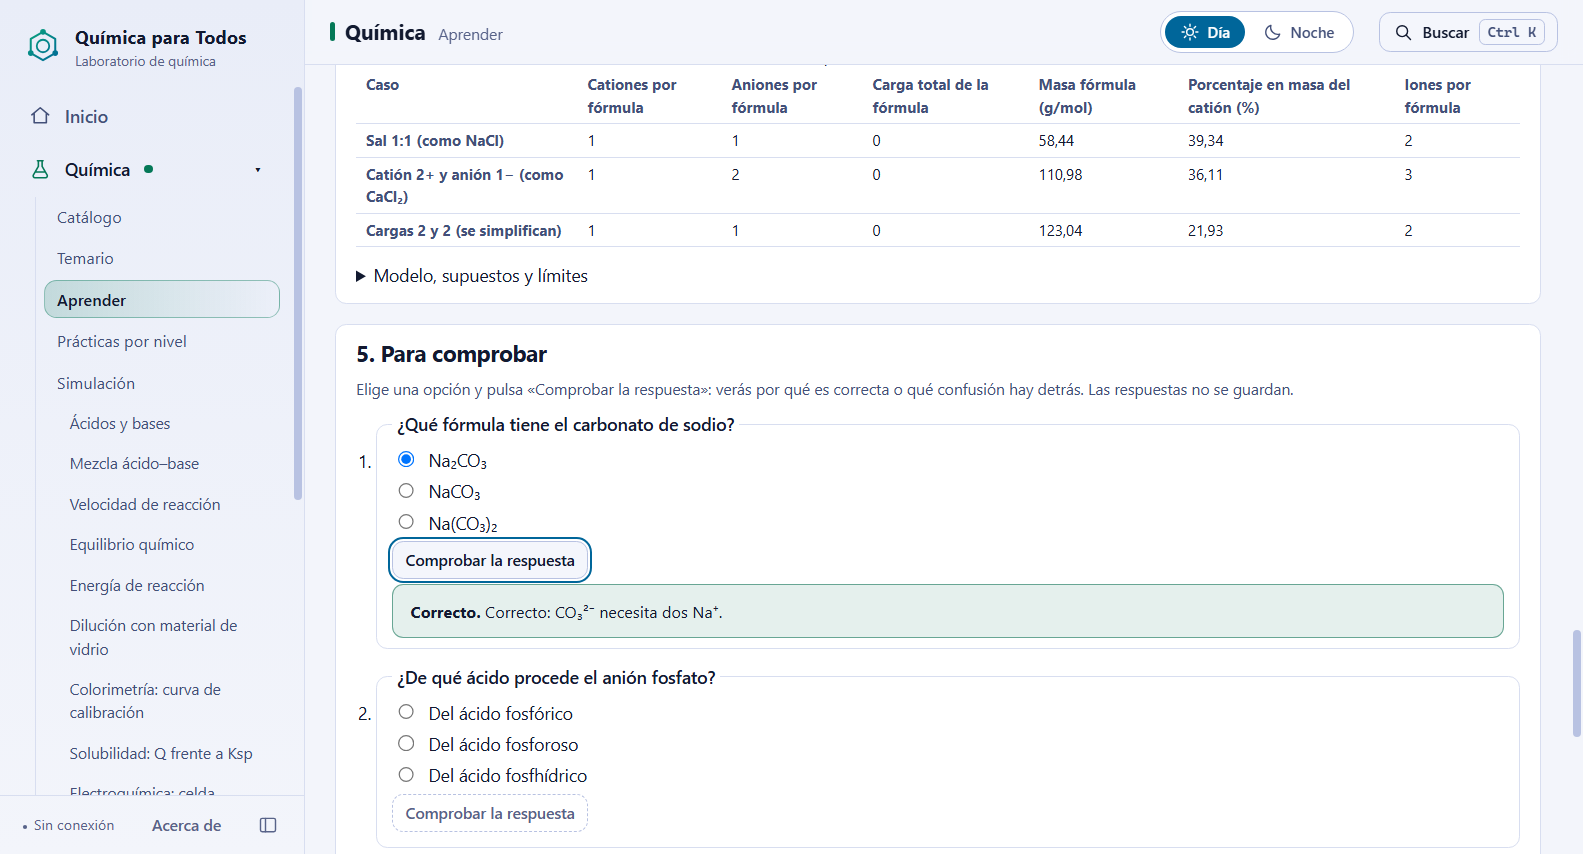 Química para Todos
Laboratorio de química
Inicio
Química
Catálogo
Temario
Aprender
Prácticas por nivel
Simulación
Ácidos y bases
Mezcla ácido–base
Velocidad de reacción
Equilibrio químico
Energía de reacción
Dilución con material de
vidrio
Colorimetría: curva de
calibración
Solubilidad: Q frente a Ksp
Electroquímica: celda
Sin conexión
Acerca de
Química Aprender
Día
Noche
Buscar Ctrl K
Caso Cationes por fórmula Aniones por fórmula Carga total de la fórmula Masa fórmula (g/mol) Porcentaje en masa del catión (%) Iones por fórmula
Sal 1:1 (como NaCl) 1 1 0 58,44 39,34 2
Catión 2+ y anión 1− (como CaCl₂) 1 2 0 110,98 36,11 3
Cargas 2 y 2 (se simplifican) 1 1 0 123,04 21,93 2
Modelo, supuestos y límites
5. Para comprobar
Elige una opción y pulsa «Comprobar la respuesta»: verás por qué es correcta o qué confusión hay detrás. Las respuestas no se guardan.
¿Qué fórmula tiene el carbonato de sodio?
1.
Na₂CO₃
NaCO₃
Na(CO₃)₂
Comprobar la respuesta
Correcto. Correcto: CO₃²⁻ necesita dos Na⁺.
¿De qué ácido procede el anión fosfato?
2.
Del ácido fosfórico
Del ácido fosforoso
Del ácido fosfhídrico
Comprobar la respuesta